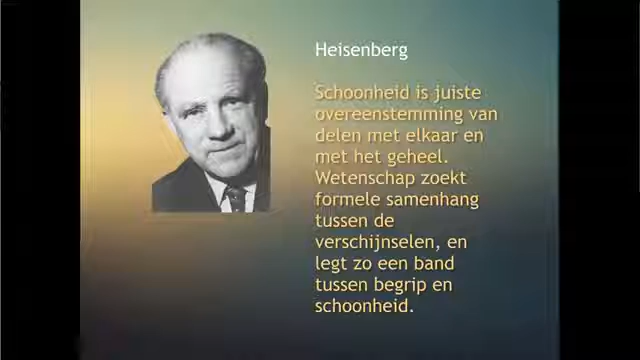 Heisenberg
Schoonheid is juiste
overeenstemming van
delen met elkaar en
met het geheel.
Wetenschap zoekt
formele samenhang
tussen de
verschijnselen, en
legt zo een band
tussen begrip en
schoonheid.